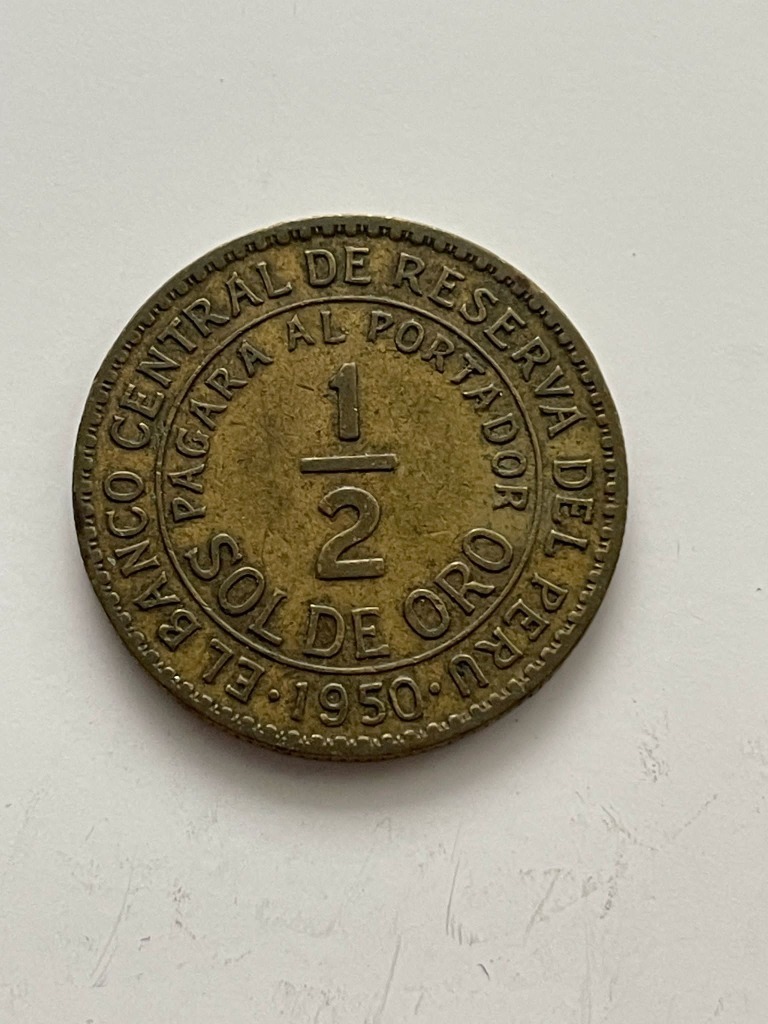 EL BANCO CENTRAL DE RESERVA DEL PERU
PAGARA AL PORTADOR
1
2
SOL DE ORO
· 1950 ·